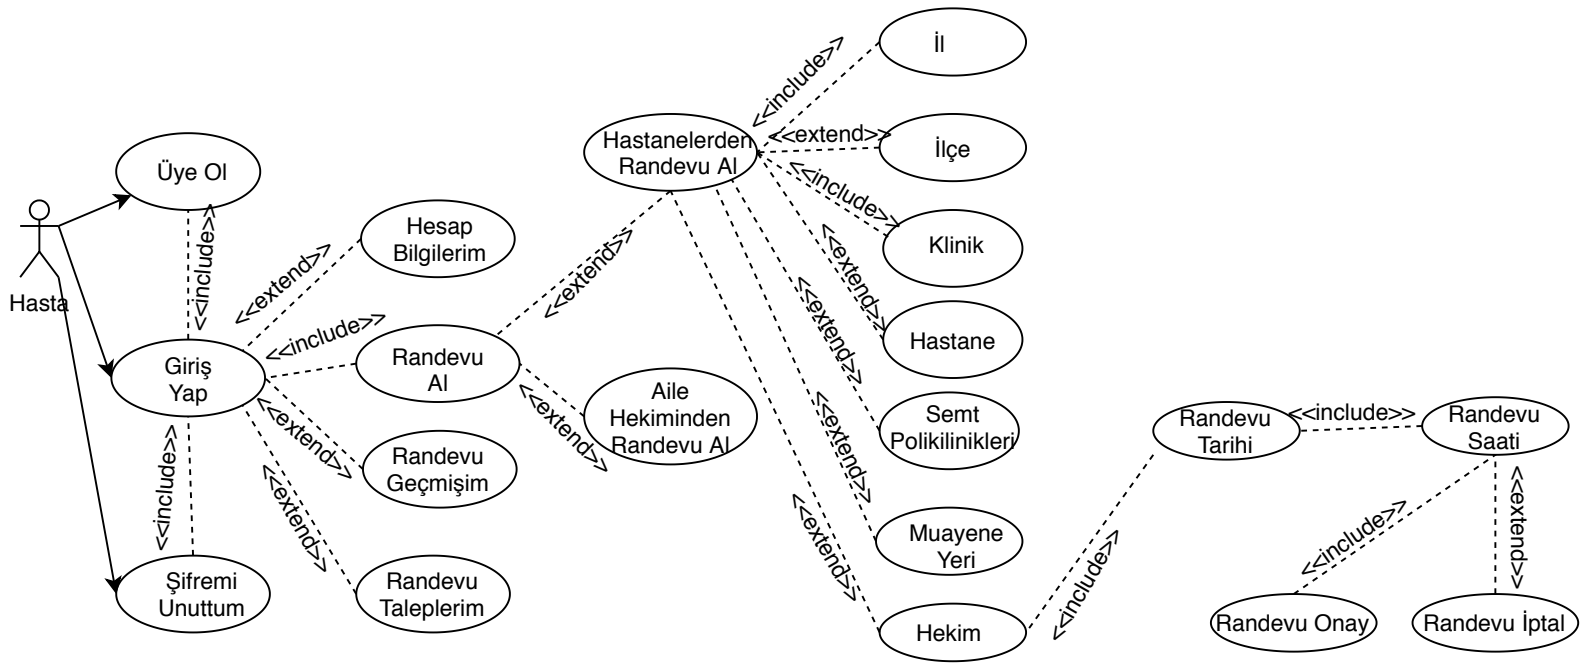 Hasta
Üye Ol
<<include>>
Giriş
Yap
<<include>>
Şifremi
Unuttum
<<extend>>
Hesap
Bilgilerim
<<include>>
Randevu
Al
<<extend>>
Randevu
Geçmişim
<<extend>>
Randevu
Taleplerim
<<extend>>
Hastanelerden
Randevu Al
<<extend>>
Aile
Hekiminden
Randevu Al
<<include>>
İl
<<extend>>
İlçe
<<include>>
Klinik
<<extend>>
Hastane
<<extend>>
Semt
Polikilinikleri
<<extend>>
Muayene
Yeri
<<extend>>
Hekim
<<include>>
Randevu
Tarihi
<<include>>
Randevu
Saati
<<include>>
Randevu Onay
<<extend>>
Randevu İptal